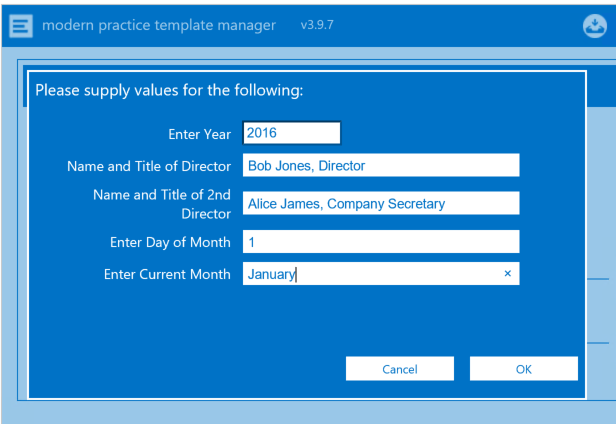 modern practice template manager v3.9.7
Please supply values for the following:
Enter Year 2016
Name and Title of Director Bob Jones, Director
Name and Title of 2nd
Director Alice James, Company Secretary
Enter Day of Month 1
Enter Current Month January ×
Cancel OK